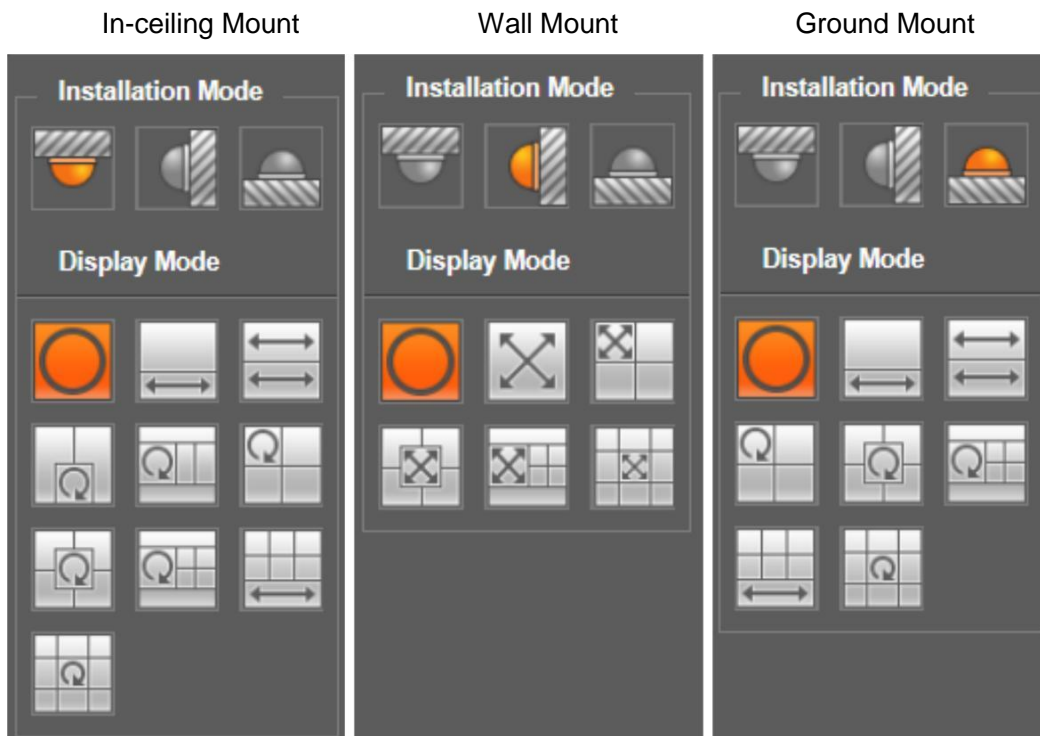 In-ceiling Mount
Wall Mount
Ground Mount
Installation Mode
Installation Mode
Installation Mode
Display Mode
Display Mode
Display Mode